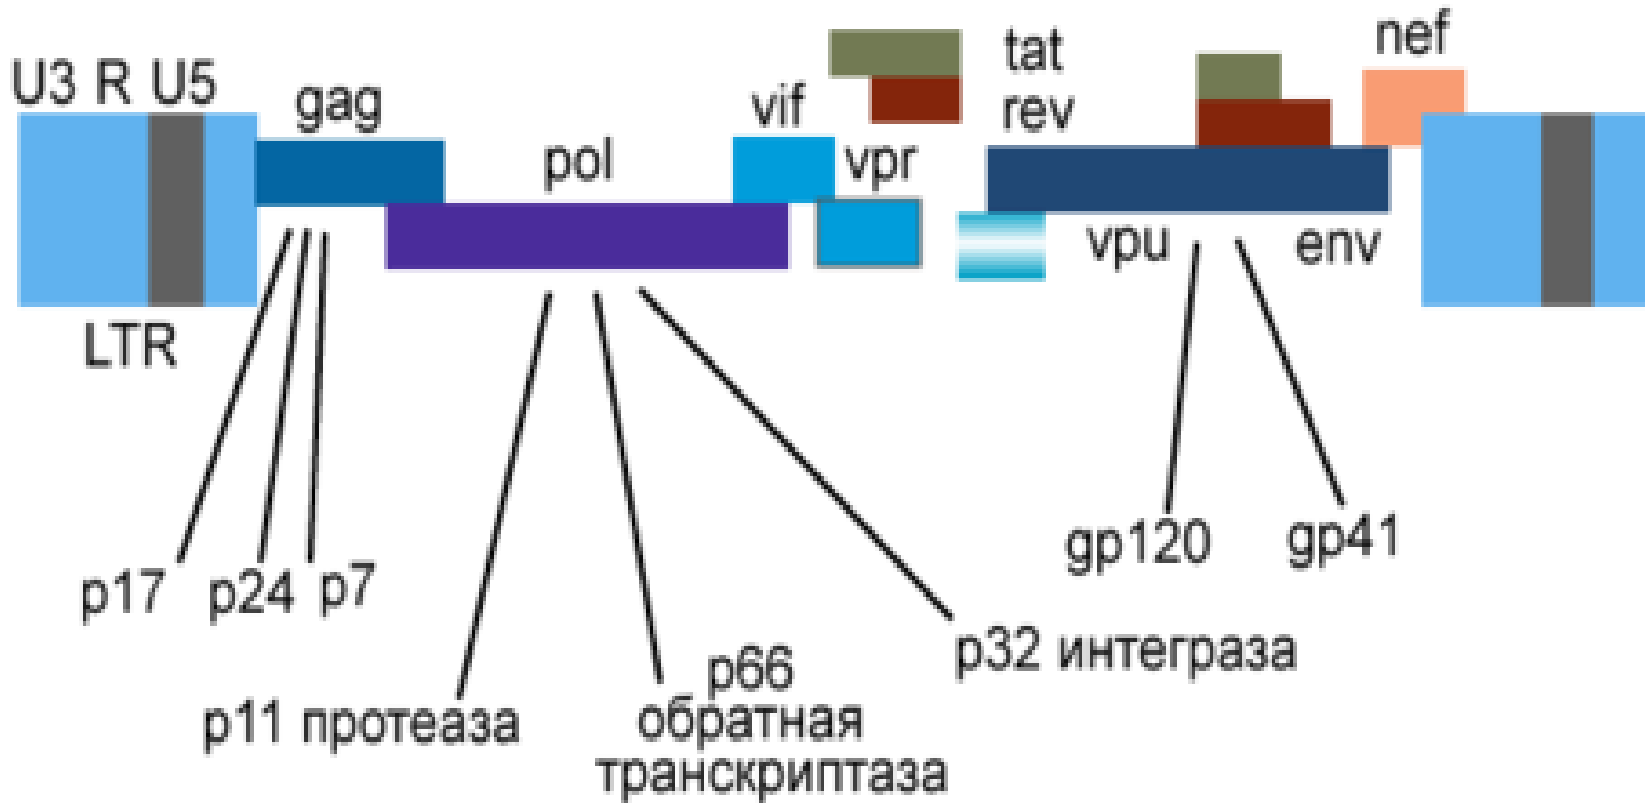 U3 R U5
gag
pol
vif
vpr
tat
rev
nef
vpu
env
LTR
p17
p24
p7
p11 протеаза
p66
обратная
транскриптаза
p32 интеграза
gp120
gp41